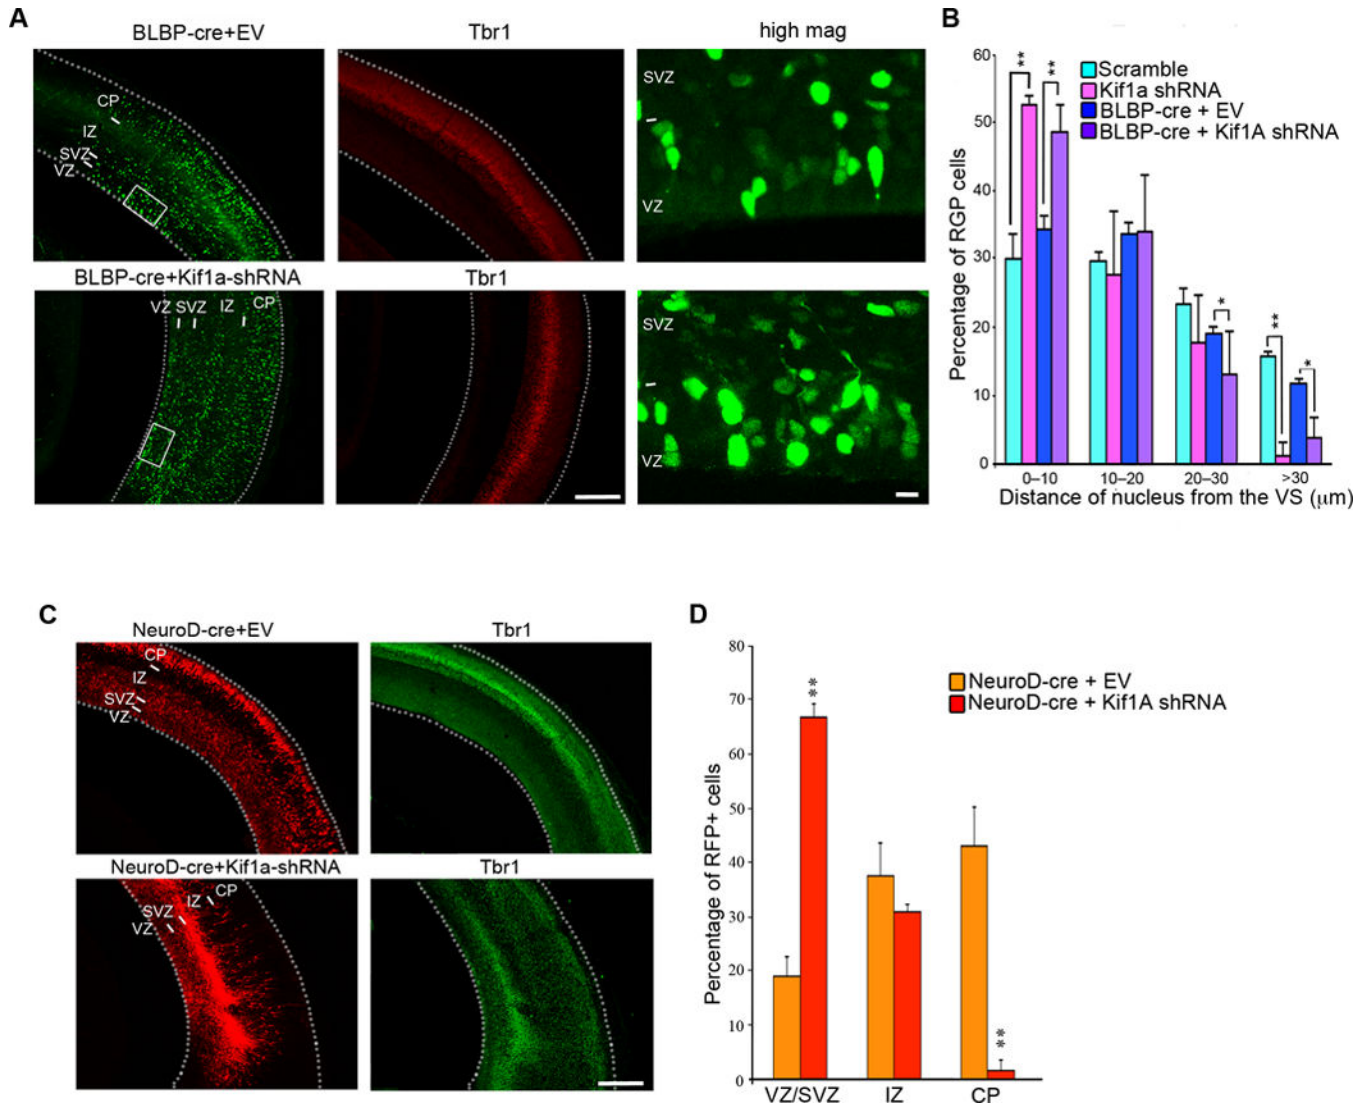 A
BLBP-cre+EV
Tbr1
high mag
CP
IZ
SVZ
VZ
SVZ
VZ
BLBP-cre+Kif1a-shRNA
Tbr1
VZ SVZ IZ CP
SVZ
VZ
B
60
50
40
30
20
10
0
Percentage of RGP cells
Scramble
Kif1a shRNA
BLBP-cre + EV
BLBP-cre + Kif1A shRNA
**
**
*
**
*
0–10
10–20
20–30
>30
Distance of nucleus from the VS (μm)
C
NeuroD-cre+EV
Tbr1
CP
IZ
SVZ
VZ
NeuroD-cre+Kif1a-shRNA
Tbr1
CP
IZ
SVZ
VZ
D
80
70
60
50
40
30
20
10
0
Percentage of RFP+ cells
NeuroD-cre + EV
NeuroD-cre + Kif1A shRNA
**
**
VZ/SVZ
IZ
CP